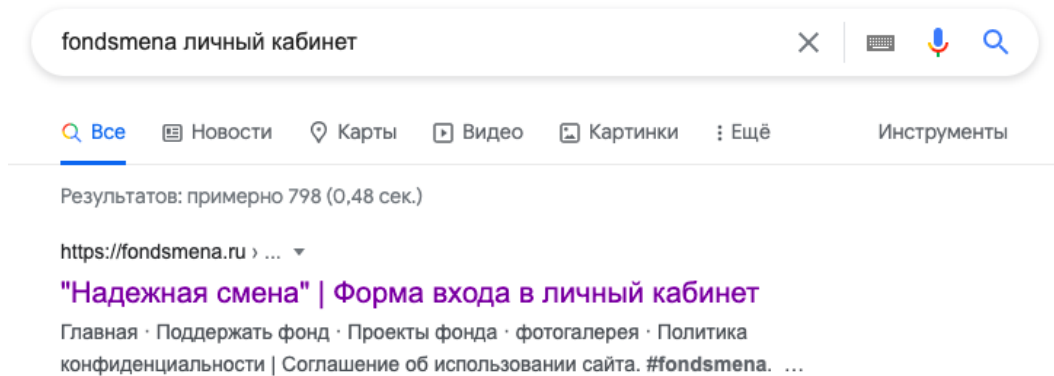 fondsmena личный кабинет
Все Новости Карты Видео Картинки Ещё Инструменты
Результатов: примерно 798 (0,48 сек.)
https://fondsmena.ru › ...
"Надежная смена" | Форма входа в личный кабинет
Главная · Поддержать фонд · Проекты фонда · фотогалерея · Политика
конфиденциальности | Соглашение об использовании сайта. #fondsmena. ...